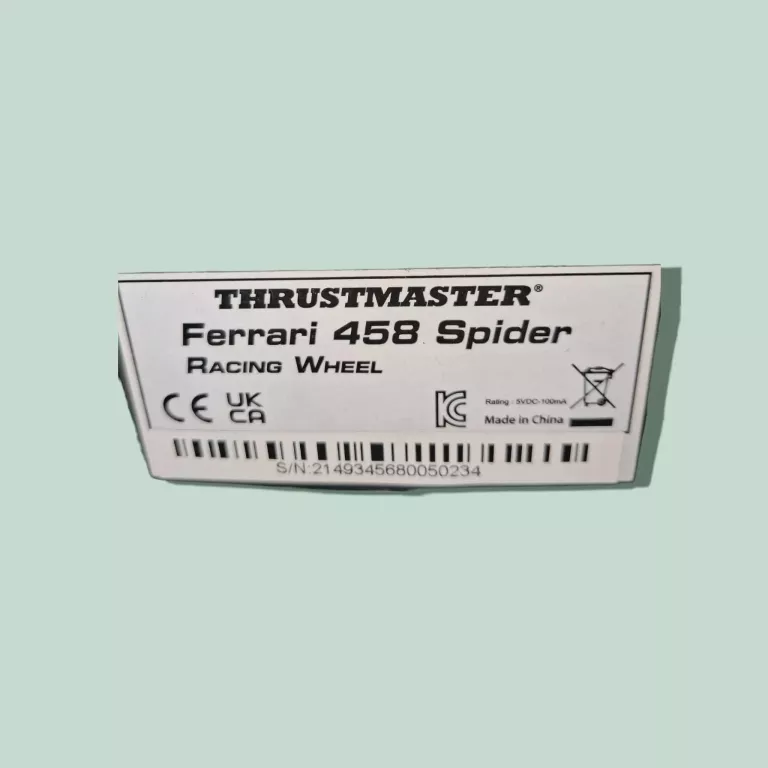 THRUSTMASTER®
Ferrari 458 Spider
RACING WHEEL
CE UK CA
Rating : 5VDC-100mA
Made in China
S/N:2149345680050234